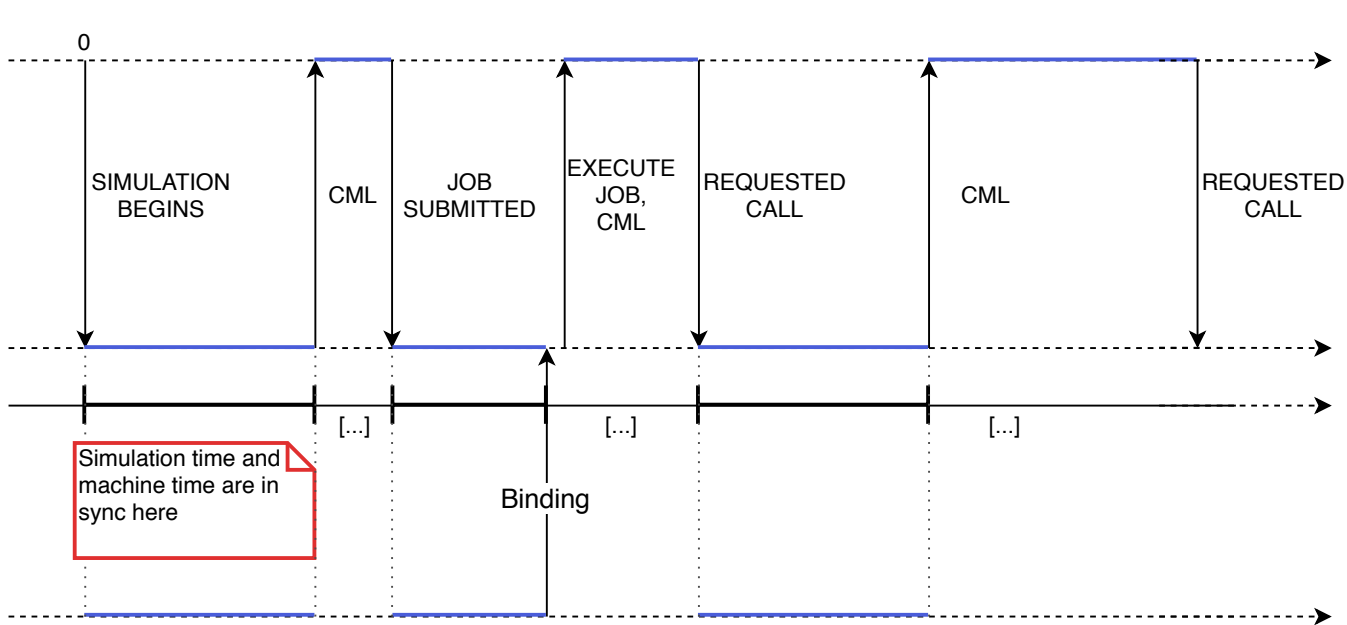 0
SIMULATION
BEGINS
CML
JOB
SUBMITTED
EXECUTE
JOB,
CML
REQUESTED
CALL
CML
REQUESTED
CALL
[...]
[...]
[...]
Simulation time and
machine time are in
sync here
Binding